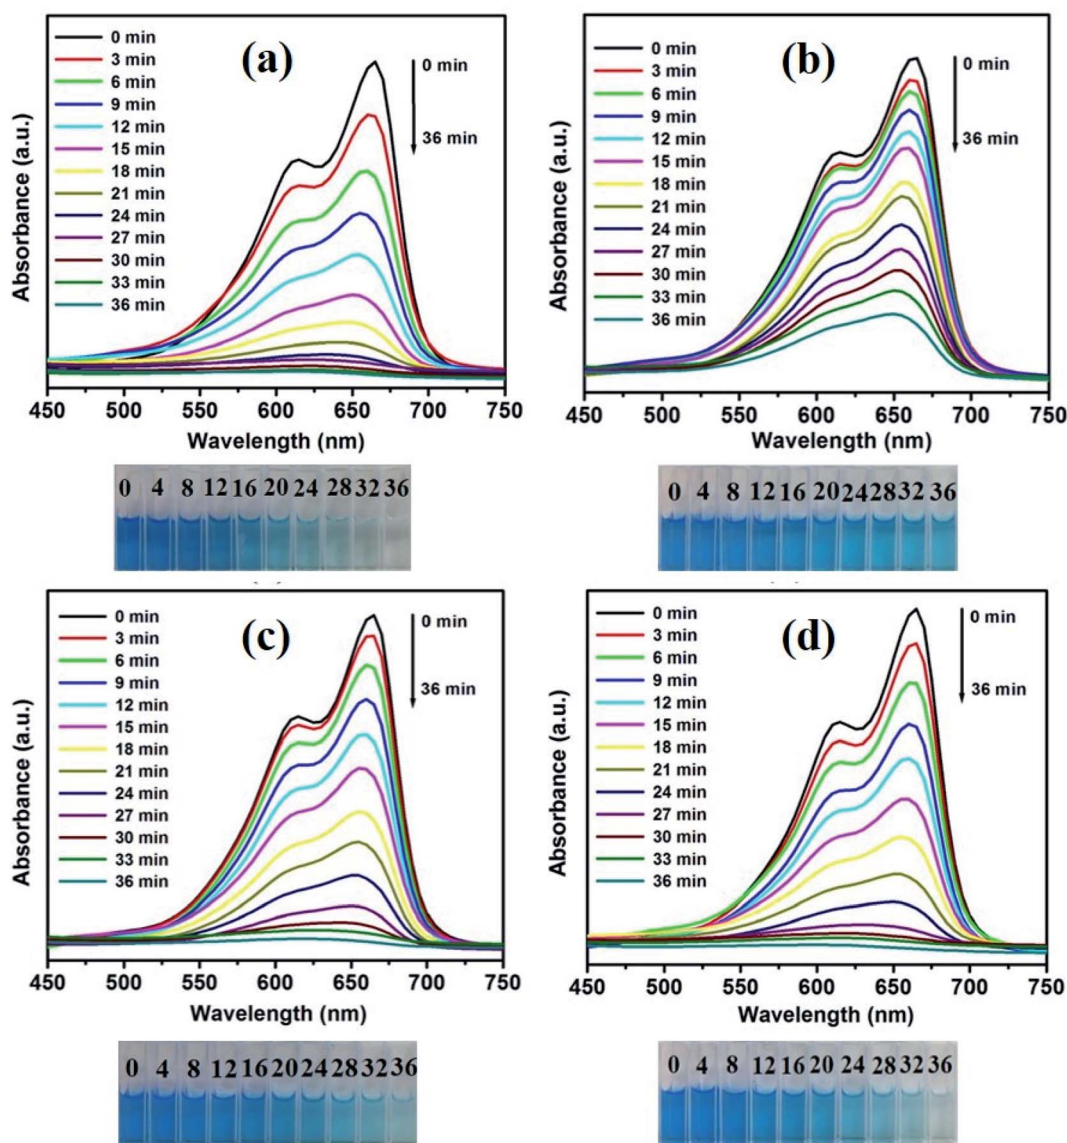 (a)
0 min
3 min
6 min
9 min
12 min
15 min
18 min
21 min
24 min
27 min
30 min
33 min
36 min
0 min
36 min
Absorbance (a.u.)
450 500 550 600 650 700 750
Wavelength (nm)
0 4 8 12 16 20 24 28 32 36
(b)
0 min
3 min
6 min
9 min
12 min
15 min
18 min
21 min
24 min
27 min
30 min
33 min
36 min
0 min
36 min
Absorbance (a.u.)
450 500 550 600 650 700 750
Wavelength (nm)
0 4 8 12 16 20 24 28 32 36
(c)
0 min
3 min
6 min
9 min
12 min
15 min
18 min
21 min
24 min
27 min
30 min
33 min
36 min
0 min
36 min
Absorbance (a.u.)
450 500 550 600 650 700 750
Wavelength (nm)
0 4 8 12 16 20 24 28 32 36
(d)
0 min
3 min
6 min
9 min
12 min
15 min
18 min
21 min
24 min
27 min
30 min
33 min
36 min
0 min
36 min
Absorbance (a.u.)
450 500 550 600 650 700 750
Wavelength (nm)
0 4 8 12 16 20 24 28 32 36